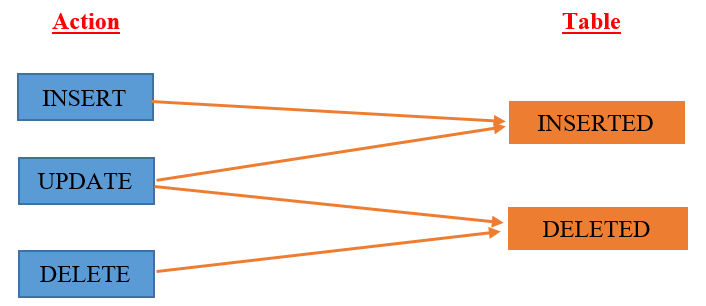 Action
Table
INSERT
INSERTED
UPDATE
DELETED
DELETE